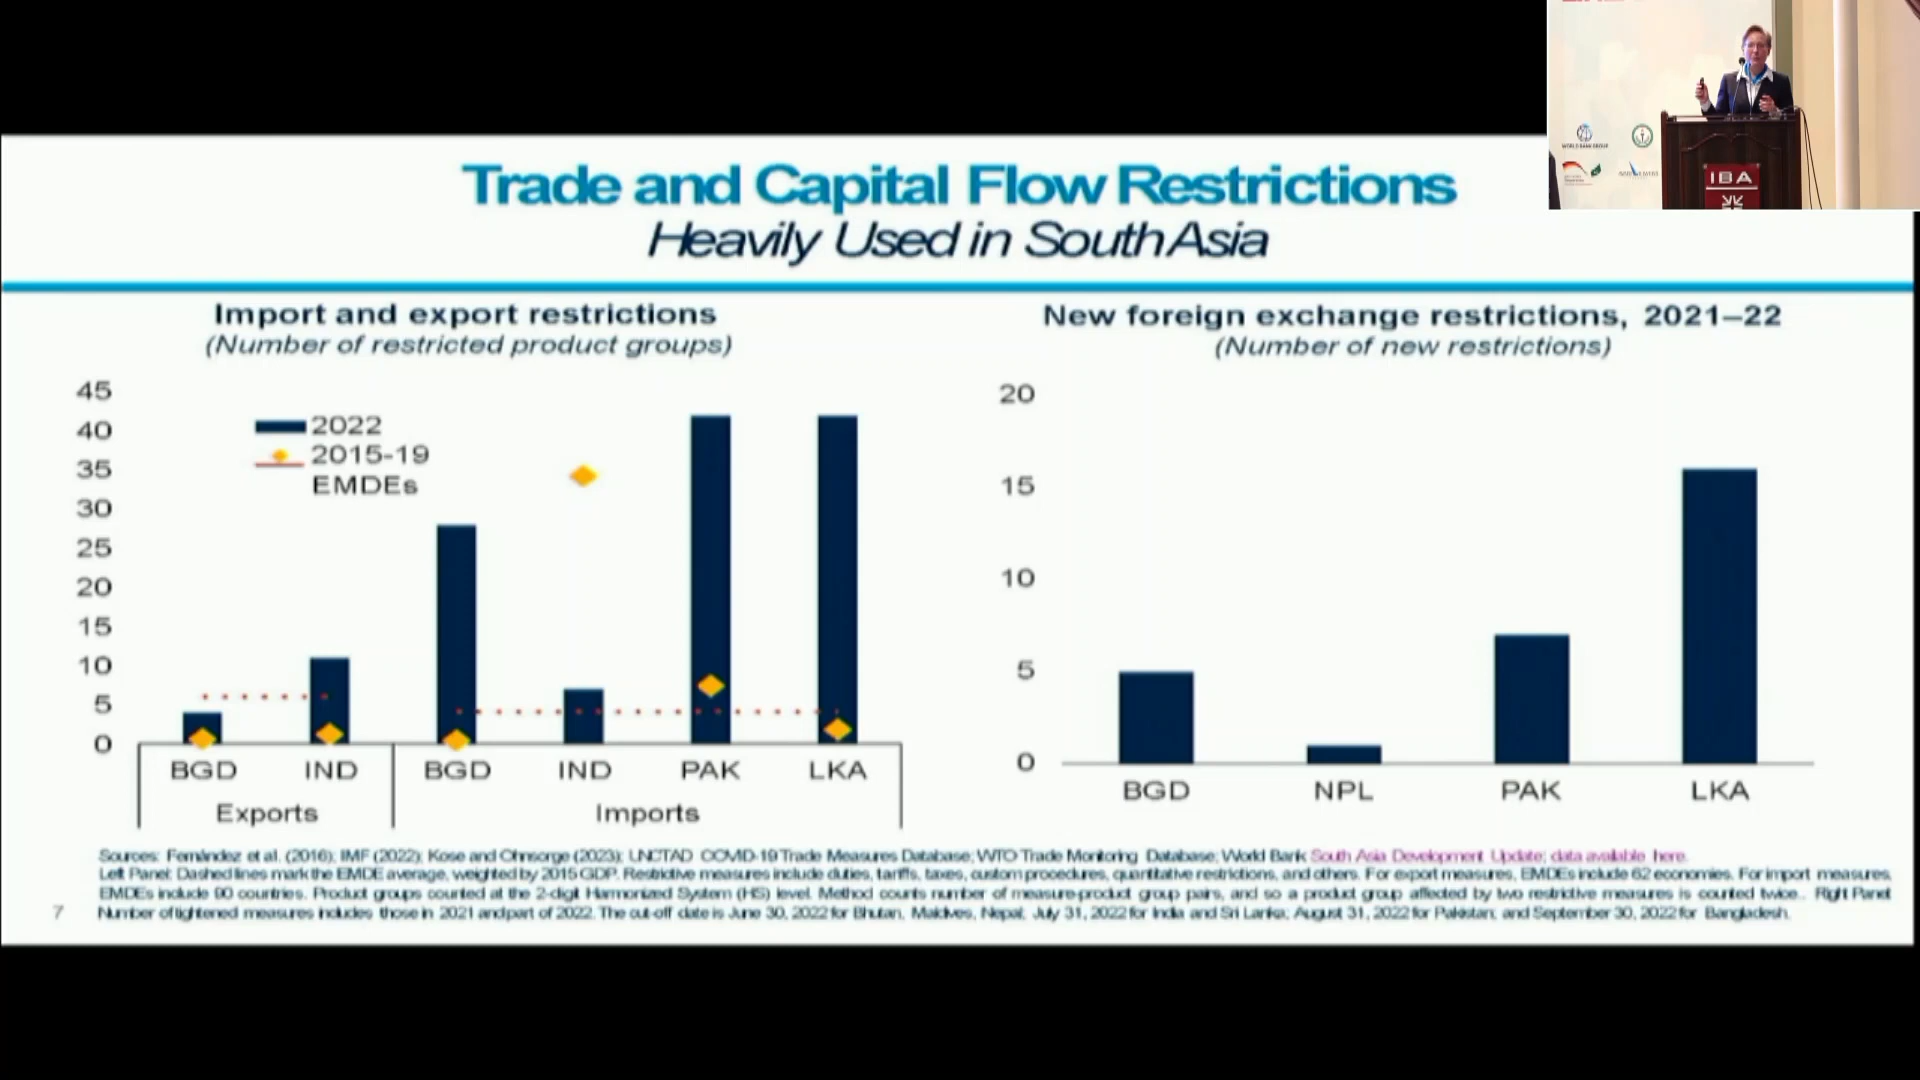 Trade and Capital Flow Restrictions
Heavily Used in South Asia
Import and export restrictions
(Number of restricted product groups)
45
40
35
30
25
20
15
10
5
0
2022
2015-19
EMDEs
BGD IND BGD IND PAK LKA
Exports Imports
New foreign exchange restrictions, 2021–22
(Number of new restrictions)
20
15
10
5
0
BGD NPL PAK LKA
Sources: Fernández et al. (2016); IMF (2022); Kose and Ohnsorge (2023); UNCTAD COVID-19 Trade Measures Database; WTO Trade Monitoring Database; World Bank South Asia Development Update; data available here.
Left Panel: Dashed lines mark the EMDE average, weighted by 2015 GDP. Restrictive measures include duties, tariffs, taxes, custom procedures, quantitative restrictions, and others. For export measures, EMDEs include 62 economies. For import measures,
EMDEs include 90 countries. Product groups counted at the 2-digit Harmonized System (HS) level. Method counts number of measure-product group pairs, and so a product group affected by two restrictive measures is counted twice.. Right Panel
Number of tightened measures includes those in 2021 and part of 2022. The cut-off date is June 30, 2022 for Bhutan, Maldives, Nepal; July 31, 2022 for India and Sri Lanka; August 31, 2022 for Pakistan; and September 30, 2022 for Bangladesh.
7
WORLD BANK GROUP
IBA